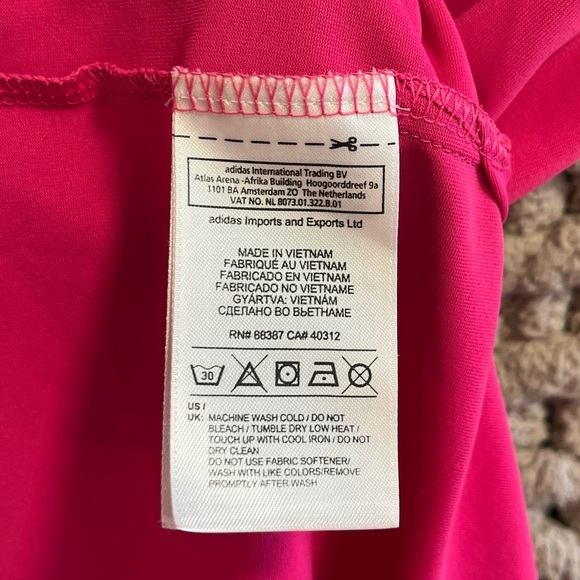 adidas International Trading BV
Atlas Arena -Afrika Building Hoogoorddreef 9a
1101 BA Amsterdam ZO The Netherlands
VAT NO. NL 8073.01.322.B.01
adidas Imports and Exports Ltd
MADE IN VIETNAM
FABRIQUÉ AU VIETNAM
FABRICADO EN VIETNAM
FABRICADO NO VIETNAM
GYÁRTVA: VIETNÁM
СДЕЛАНО ВО ВЬЕТНАМЕ
RN# 88387 CA# 40312
30
US /
UK: MACHINE WASH COLD / DO NOT
BLEACH / TUMBLE DRY LOW HEAT /
TOUCH UP WITH COOL IRON / DO NOT
DRY CLEAN
DO NOT USE FABRIC SOFTENER/
WASH WITH LIKE COLORS/REMOVE
PROMPTLY AFTER WASH